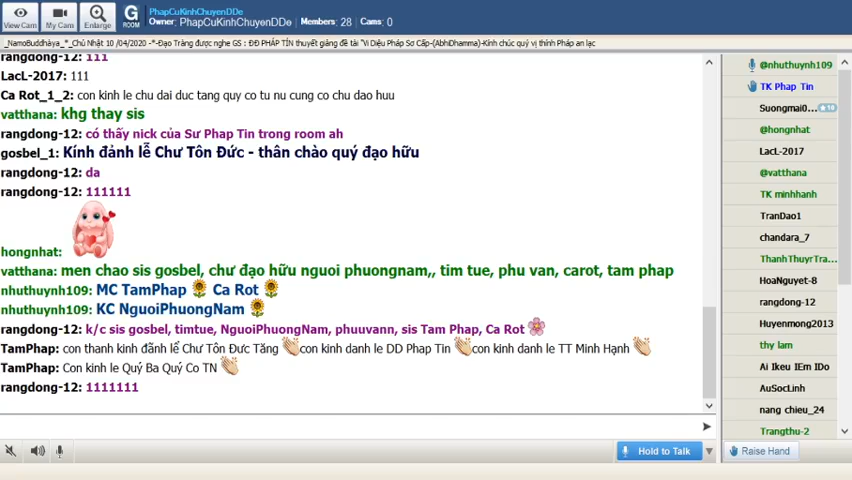 View Cam
My Cam
Enlarge
G
ROOM
PhapCuKinhChuyenDDe
Owner: PhapCuKinhChuyenDDe Members: 28 Cams: 0
_NamoBuddhàya_*_Chủ Nhật 10 /04/2020 -*-Đạo Tràng được nghe GS : ĐĐ PHÁP TÍN thuyết giảng đề tài "Vi Diệu Pháp Sơ Cấp-(AbhiDhamma)-Kính chúc quý vị thính Pháp an lạc
rangdong-12: 111
LacL-2017: 111
Ca Rot_1_2: con kinh le chu dai duc tang quy co tu nu cung co chu dao huu
vatthana: khg thay sis
rangdong-12: có thấy nick của Sư Phap Tin trong room ah
gosbel_1: Kính đảnh lễ Chư Tôn Đức - thân chào quý đạo hữu
rangdong-12: da
rangdong-12: 111111
hongnhat:
vatthana: men chao sis gosbel, chư đạo hữu nguoi phuongnam,, tim tue, phu van, carot, tam phap
nhuthuynh109: MC TamPhap Ca Rot
nhuthuynh109: KC NguoiPhuongNam
rangdong-12: k/c sis gosbel, timtue, NguoiPhuongNam, phuuvann, sis Tam Phap, Ca Rot
TamPhap: con thanh kinh đãnh lể Chư Tôn Đưc Tăng con kinh danh le DD Phap Tin con kinh danh le TT Minh Hạnh
TamPhap: Con kinh le Quý Ba Quý Co TN
rangdong-12: 1111111
Hold to Talk
@nhuthuynh109
TK Phap Tin
Suongmai0...
@hongnhat
LacL-2017
@vatthana
TK minhhanh
TranDao1
chandara_7
ThanhThuyrTra...
HoaNguyet-8
rangdong-12
Huyenmong2013
thy lam
Ai Ikeu IEm IDo
AuSocLinh
nang chieu_24
Trangthu-2
Raise Hand